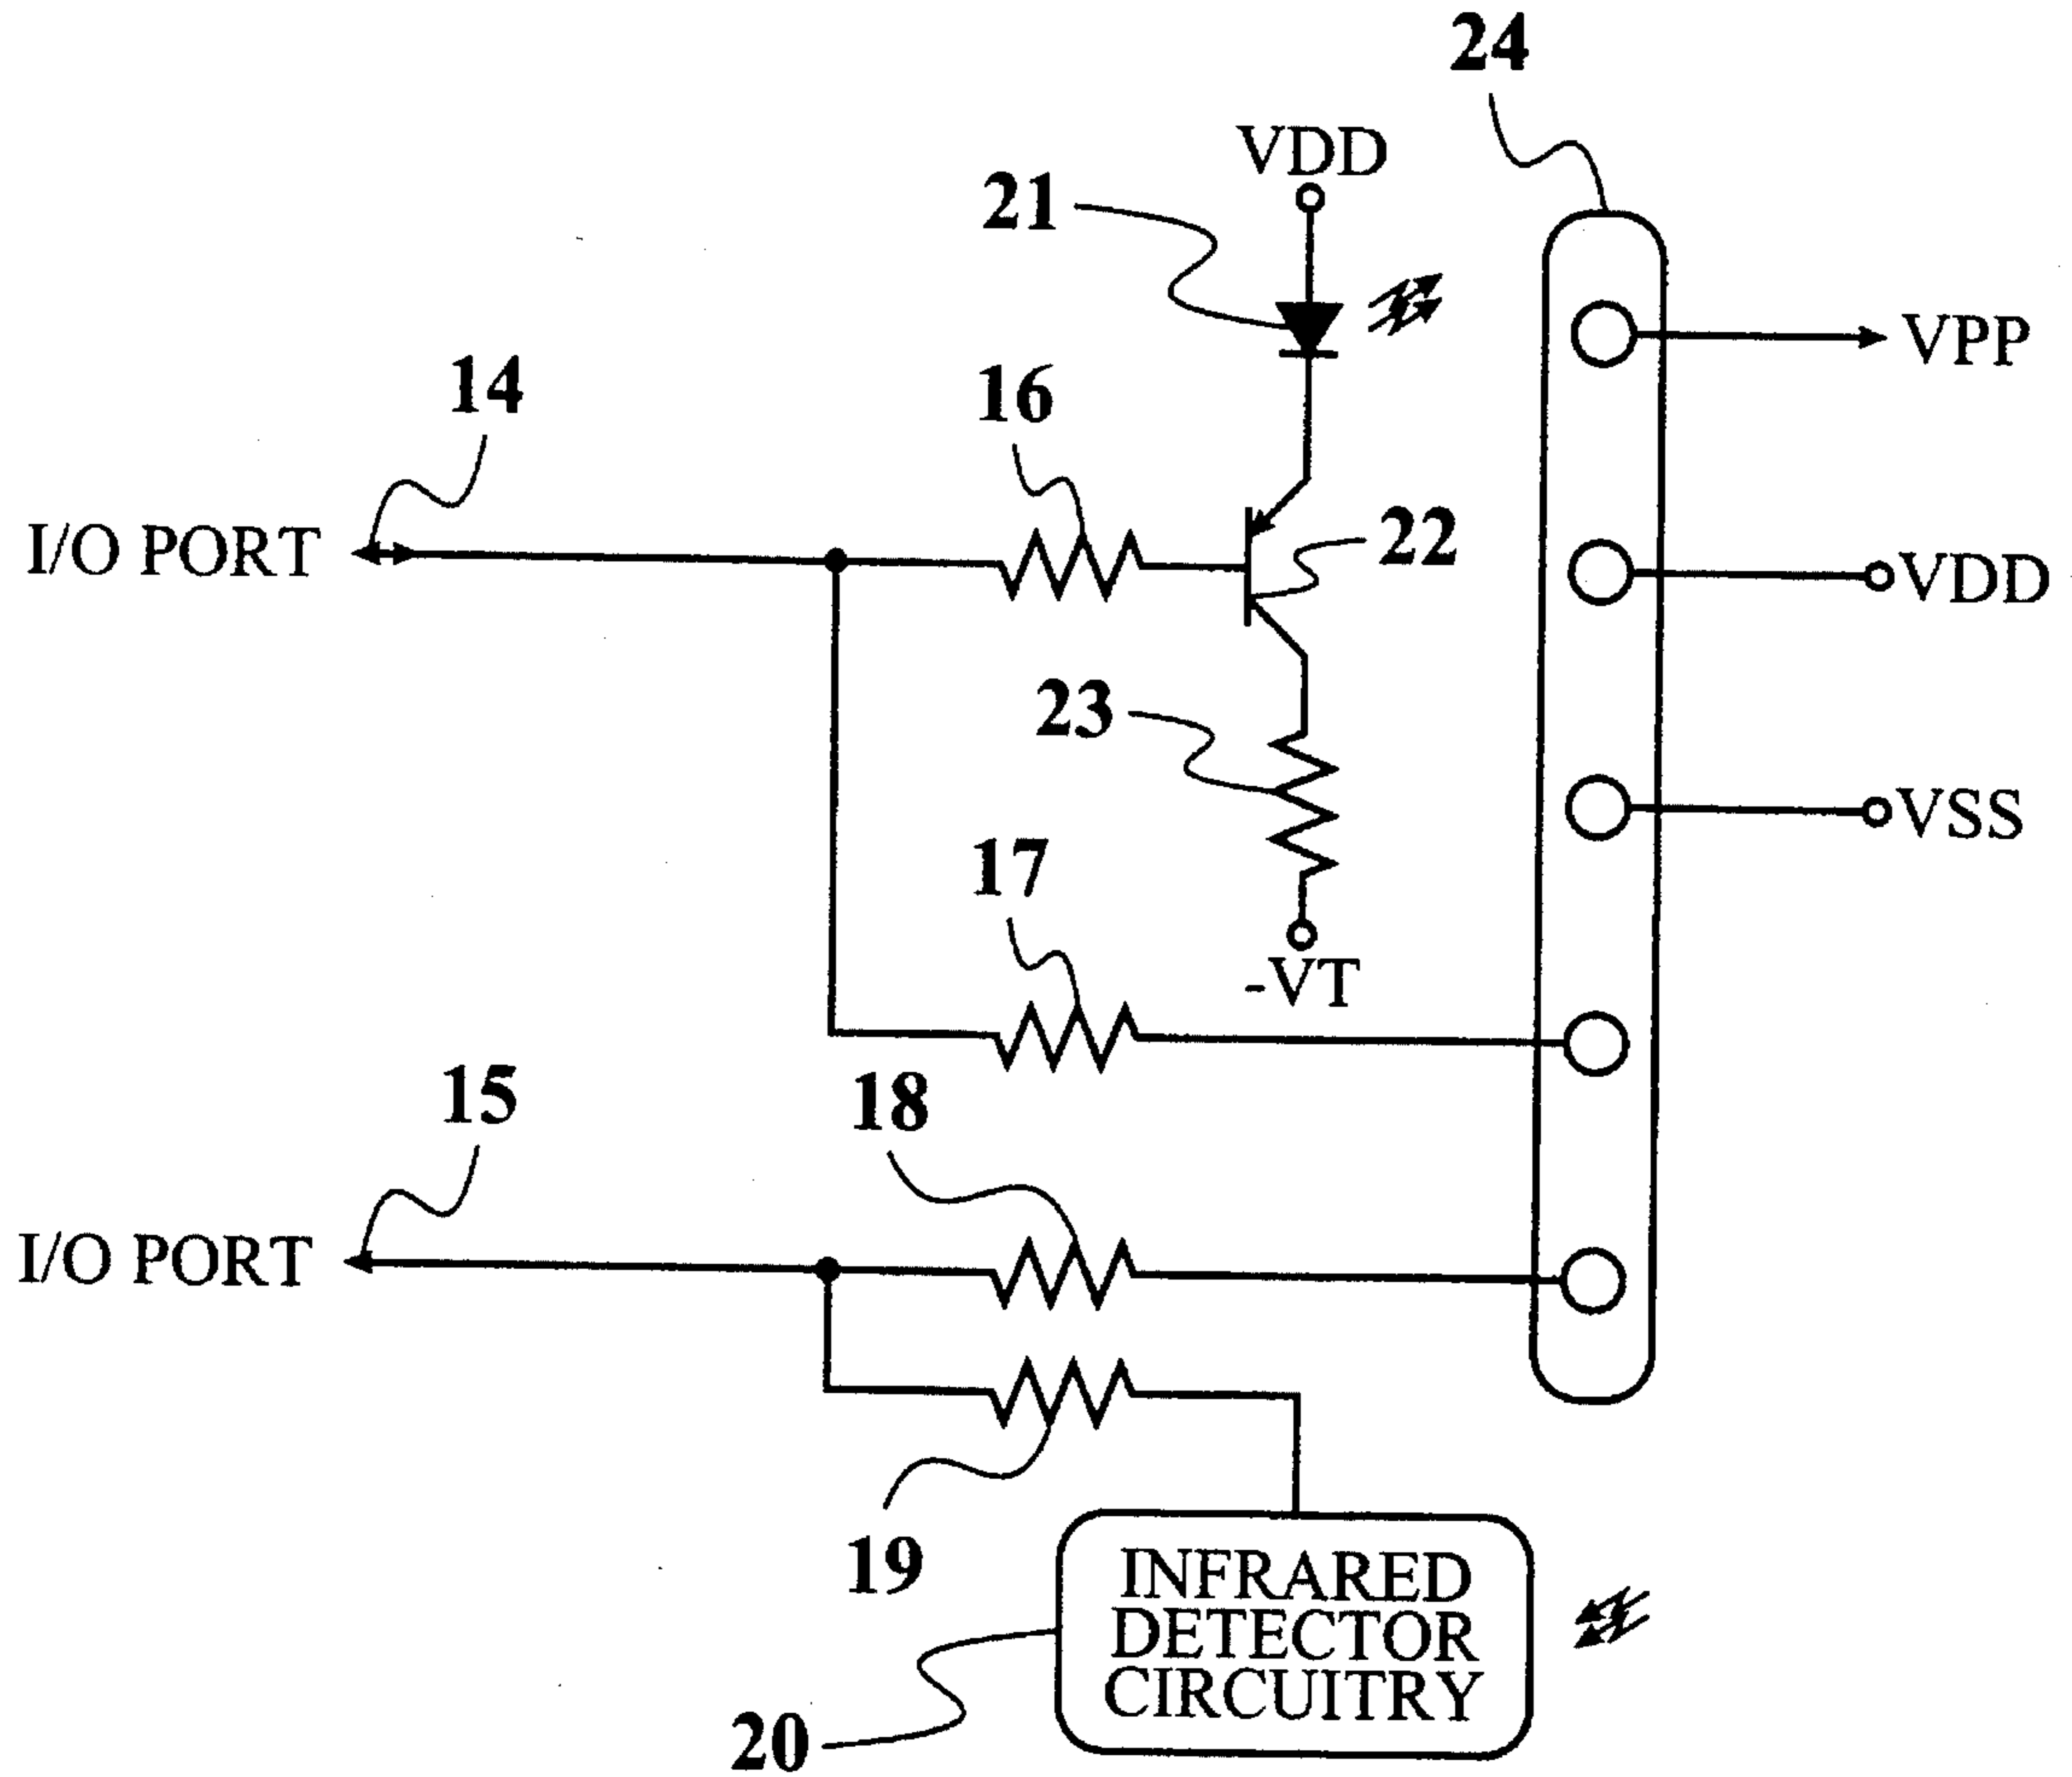 24
VDD
21
VPP
14
16
I/O PORT
22
VDD
23
VSS
17
-VT
15
18
I/O PORT
19
INFRARED
DETECTOR
CIRCUITRY
20